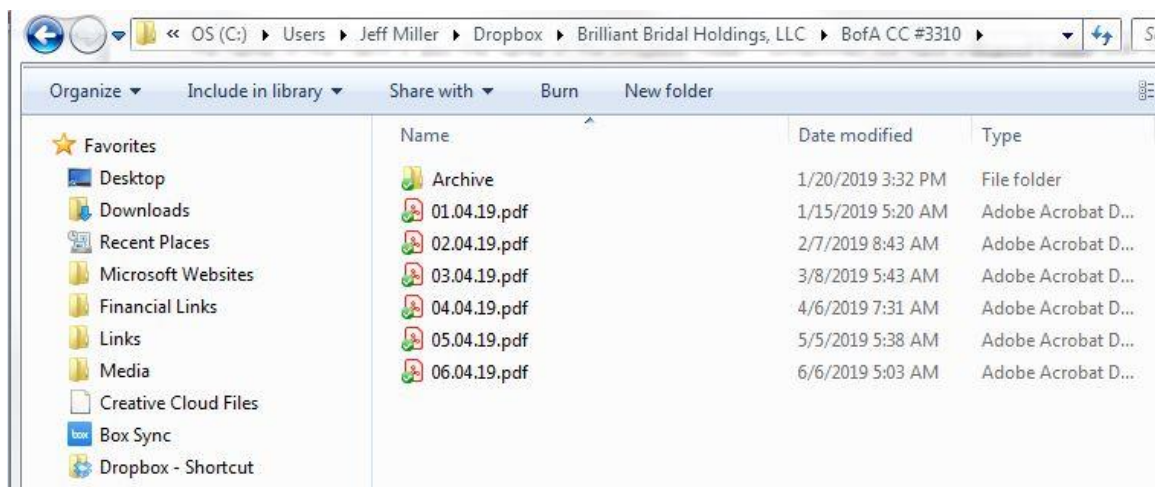 « OS (C:) ▸ Users ▸ Jeff Miller ▸ Dropbox ▸ Brilliant Bridal Holdings, LLC ▸ BofA CC #3310 ▸
Organize Include in library Share with Burn New folder
Favorites
Desktop
Downloads
Recent Places
Microsoft Websites
Financial Links
Links
Media
Creative Cloud Files
box Box Sync
Dropbox - Shortcut
Name Date modified Type
Archive 1/20/2019 3:32 PM File folder
01.04.19.pdf 1/15/2019 5:20 AM Adobe Acrobat D...
02.04.19.pdf 2/7/2019 8:43 AM Adobe Acrobat D...
03.04.19.pdf 3/8/2019 5:43 AM Adobe Acrobat D...
04.04.19.pdf 4/6/2019 7:31 AM Adobe Acrobat D...
05.04.19.pdf 5/5/2019 5:38 AM Adobe Acrobat D...
06.04.19.pdf 6/6/2019 5:03 AM Adobe Acrobat D...